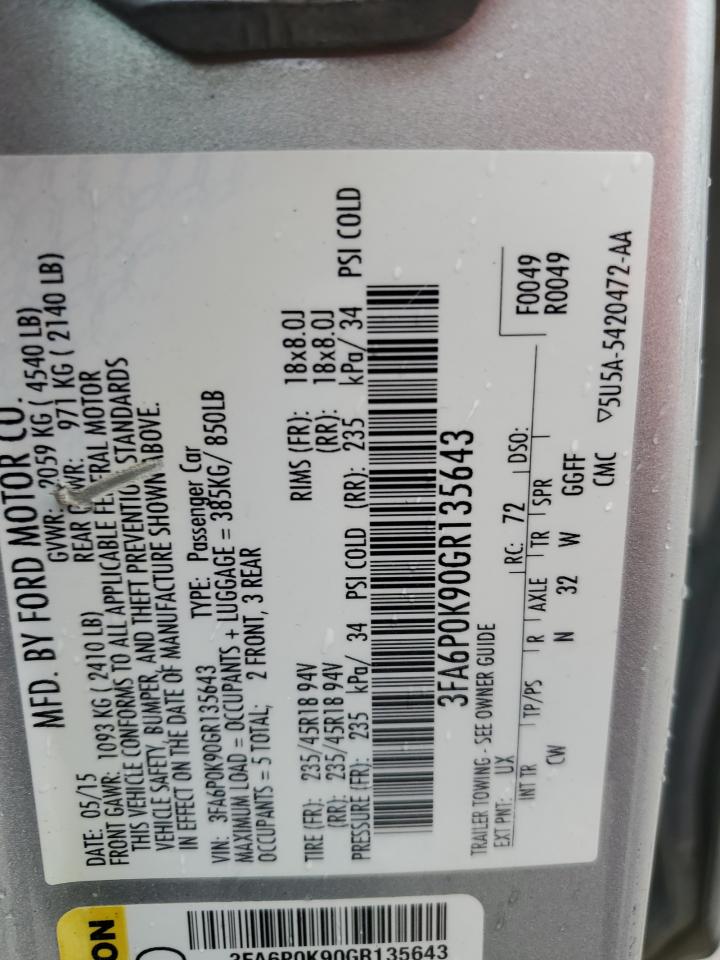 MFD. BY FORD MOTOR CO.
DATE: 05/15 GVWR: 2059 KG ( 4540 LB)
FRONT GAWR: 1093 KG ( 2410 LB) REAR GAWR: 971 KG ( 2140 LB)
THIS VEHICLE CONFORMS TO ALL APPLICABLE FEDERAL MOTOR
VEHICLE SAFETY, BUMPER, AND THEFT PREVENTION STANDARDS
IN EFFECT ON THE DATE OF MANUFACTURE SHOWN ABOVE.
VIN: 3FA6P0K90GR135643 TYPE: Passenger Car
MAXIMUM LOAD = OCCUPANTS + LUGGAGE = 385KG/ 850LB
OCCUPANTS = 5 TOTAL; 2 FRONT, 3 REAR
TIRE (FR): 235/45R18 94V RIMS (FR): 18x8.0J
(RR): 235/45R18 94V (RR): 18x8.0J
PRESSURE (FR): 235 kPa/ 34 PSI COLD (RR): 235 kPa/ 34 PSI COLD
3FA6P0K90GR135643
TRAILER TOWING - SEE OWNER GUIDE
EXT PNT: UX RC: 72 DSO: F0049
R0049
INT TR TP/PS R AXLE TR SPR
CW N 32 W GGFF
CMC ▽5U5A-5420472-AA
ON
3FA6P0K90GR135643